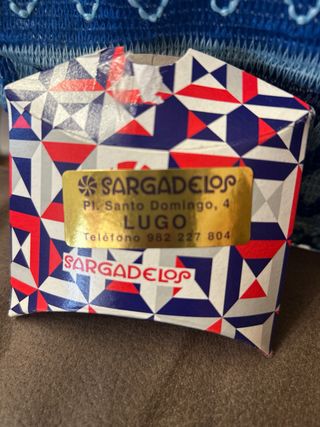 SARGADELOS
Pl. Santo Domingo, 4
LUGO
Teléfono 982 227 804
SARGADELOS